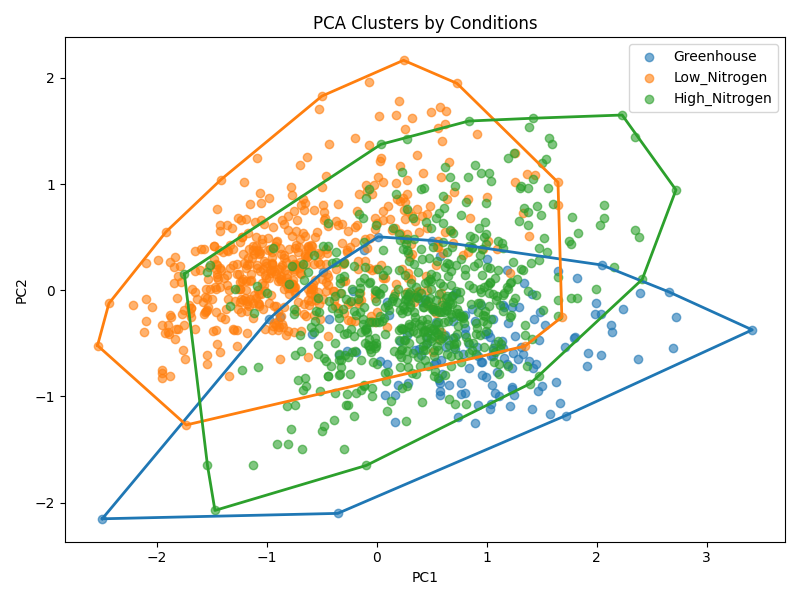 PCA Clusters by Conditions
Greenhouse
Low_Nitrogen
High_Nitrogen
2
1
0
−1
−2
PC2
−2
−1
0
1
2
3
PC1